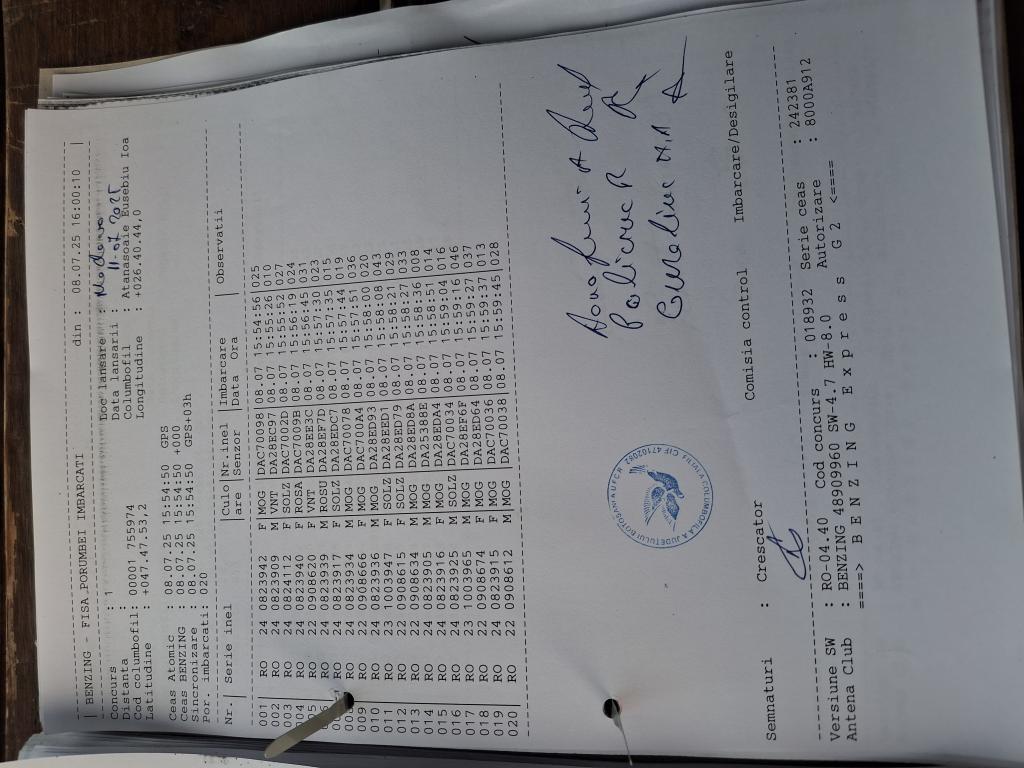 | BENZING - FISA PORUMBEI IMBARCATI din : 08.07.25 16:00:10 |
Concurs : 1 Loc lansare : Moldova
Distanta : Data lansarii : 11.07.2025
Cod columbofil: 00001 755974 Columbofil : Atanasoaie Eusebiu Ioa
Latitudine : +047.47.53,2 Longitudine : +026.40.44,0
Ceas Atomic : 08.07.25 15:54:50 GPS
Ceas BENZING : 08.07.25 15:54:50 +000
Sincronizare : 08.07.25 15:54:50 GPS+03h
Por. imbarcati: 020
Nr. | Serie inel |Culo|Nr.inel |Imbarcare | Observatii
|are |Senzor |Data Ora |
001 | RO 24 0823942 F|MOG |DAC70098|08.07 15:54:56|025
002 | RO 24 0823909 M|VNT |DA28EC97|08.07 15:55:26|010
003 | RO 24 0824112 F|SOLZ|DAC7002D|08.07 15:55:52|027
004 | RO 24 0823940 F|ROSA|DAC7009B|08.07 15:56:19|024
005 | RO 22 0908620 F|VNT |DA28EE3C|08.07 15:56:45|031
RO 24 0823939 M|ROSU|DA28EF7D|08.07 15:57:30|023
RO 24 0823917 M|SOLZ|DA28EDC7|08.07 15:57:35|015
RO 24 0823934 M|MOG |DAC70078|08.07 15:57:44|019
009 | RO 22 0908666 F|MOG |DAC700A4|08.07 15:57:51|036
010 | RO 24 0823936 M|MOG |DA28ED93|08.07 15:58:00|004
011 | RO 23 1003947 F|SOLZ|DA28EED1|08.07 15:58:08|043
012 | RO 22 0908615 F|SOLZ|DA28ED79|08.07 15:58:21|029
013 | RO 22 0908634 M|MOG |DA28ED8A|08.07 15:58:27|033
014 | RO 24 0823905 M|MOG |DA25388E|08.07 15:58:36|008
015 | RO 24 0823916 F|MOG |DA28EDA4|08.07 15:58:51|014
016 | RO 24 0823925 M|SOLZ|DAC70034|08.07 15:59:04|016
017 | RO 23 1003965 M|MOG |DA28EF6F|08.07 15:59:16|046
018 | RO 22 0908674 F|MOG |DA28ED64|08.07 15:59:27|037
019 | RO 24 0823915 F|MOG |DAC70036|08.07 15:59:37|013
020| RO 22 0908612 M|MOG |DAC70038|08.07 15:59:45|028
Semnaturi : Crescator Comisia control Imbarcare/Desigilare
Versiune SW : RO-04.40 Cod concurs : 018932 Serie ceas : 242381
Antena Club : BENZING 48909960 SW-4.7 HW-8.0 Autorizare : 8000A912
====> B E N Z I N G E x p r e s s G 2 <====